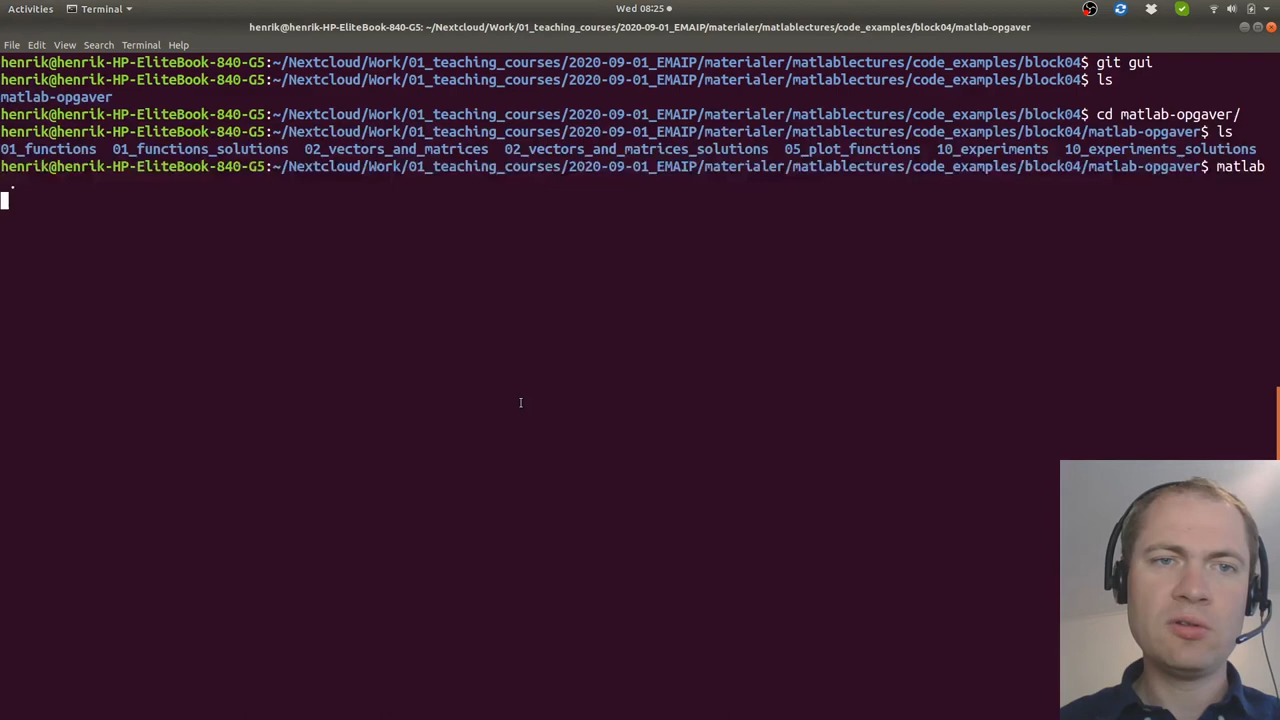 Activities Terminal Wed 08:25
henrik@henrik-HP-EliteBook-840-G5: ~/Nextcloud/Work/01_teaching_courses/2020-09-01_EMAIP/materialer/matlablectures/code_examples/block04/matlab-opgaver
File Edit View Search Terminal Help
henrik@henrik-HP-EliteBook-840-G5:~/Nextcloud/Work/01_teaching_courses/2020-09-01_EMAIP/materialer/matlablectures/code_examples/block04$ git gui
henrik@henrik-HP-EliteBook-840-G5:~/Nextcloud/Work/01_teaching_courses/2020-09-01_EMAIP/materialer/matlablectures/code_examples/block04$ ls
matlab-opgaver
henrik@henrik-HP-EliteBook-840-G5:~/Nextcloud/Work/01_teaching_courses/2020-09-01_EMAIP/materialer/matlablectures/code_examples/block04$ cd matlab-opgaver/
henrik@henrik-HP-EliteBook-840-G5:~/Nextcloud/Work/01_teaching_courses/2020-09-01_EMAIP/materialer/matlablectures/code_examples/block04/matlab-opgaver$ ls
01_functions 01_functions_solutions 02_vectors_and_matrices 02_vectors_and_matrices_solutions 05_plot_functions 10_experiments 10_experiments_solutions
henrik@henrik-HP-EliteBook-840-G5:~/Nextcloud/Work/01_teaching_courses/2020-09-01_EMAIP/materialer/matlablectures/code_examples/block04/matlab-opgaver$ matlab
.